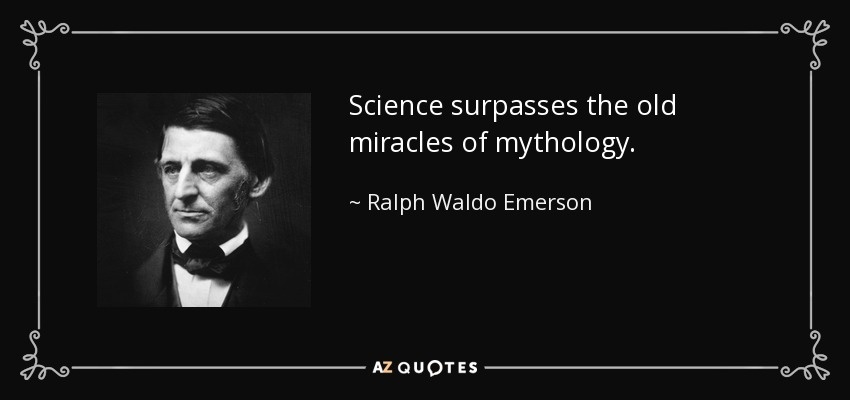 Science surpasses the old
miracles of mythology.
~ Ralph Waldo Emerson
AZ QUOTES